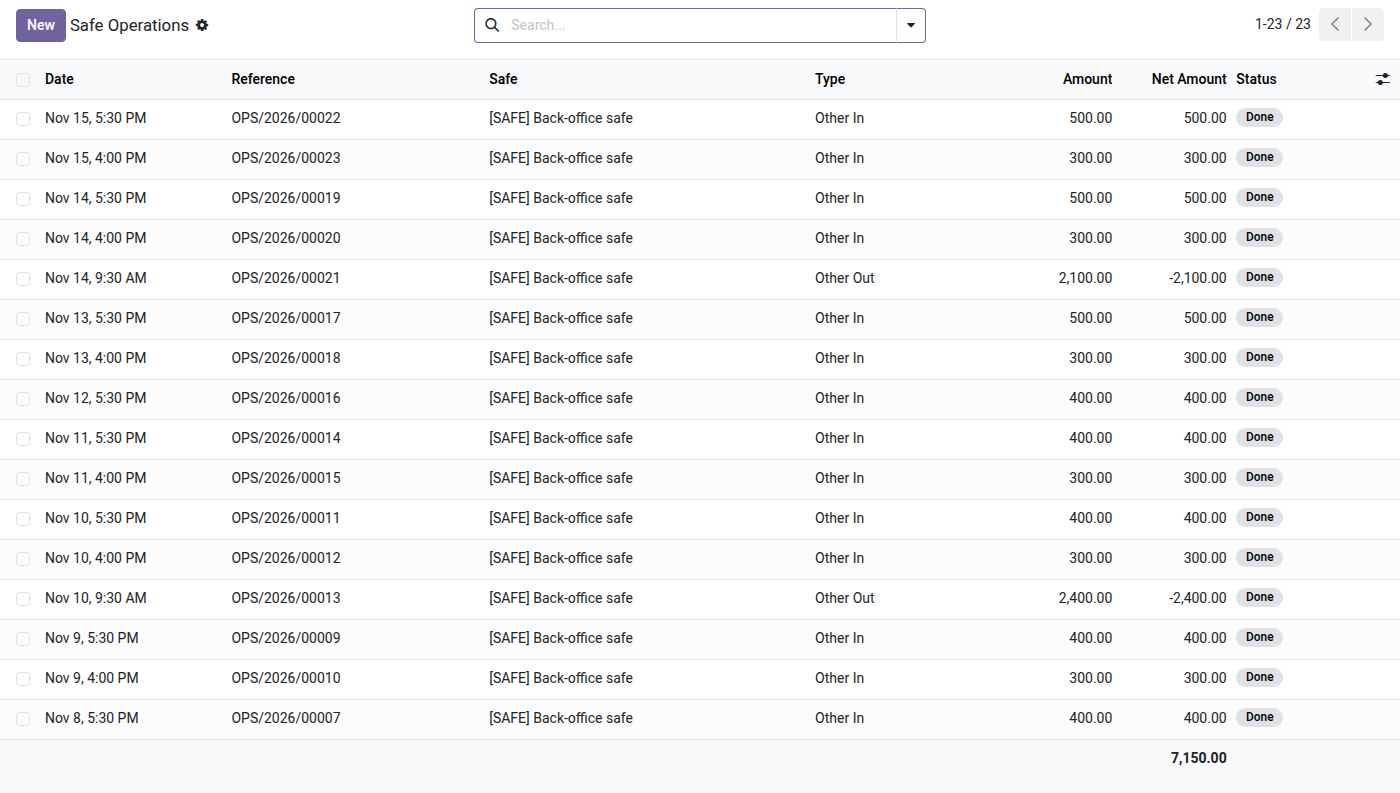 New Safe Operations Search... 1-23 / 23
Date Reference Safe Type Amount Net Amount Status
Nov 15, 5:30 PM OPS/2026/00022 [SAFE] Back-office safe Other In 500.00 500.00 Done
Nov 15, 4:00 PM OPS/2026/00023 [SAFE] Back-office safe Other In 300.00 300.00 Done
Nov 14, 5:30 PM OPS/2026/00019 [SAFE] Back-office safe Other In 500.00 500.00 Done
Nov 14, 4:00 PM OPS/2026/00020 [SAFE] Back-office safe Other In 300.00 300.00 Done
Nov 14, 9:30 AM OPS/2026/00021 [SAFE] Back-office safe Other Out 2,100.00 -2,100.00 Done
Nov 13, 5:30 PM OPS/2026/00017 [SAFE] Back-office safe Other In 500.00 500.00 Done
Nov 13, 4:00 PM OPS/2026/00018 [SAFE] Back-office safe Other In 300.00 300.00 Done
Nov 12, 5:30 PM OPS/2026/00016 [SAFE] Back-office safe Other In 400.00 400.00 Done
Nov 11, 5:30 PM OPS/2026/00014 [SAFE] Back-office safe Other In 400.00 400.00 Done
Nov 11, 4:00 PM OPS/2026/00015 [SAFE] Back-office safe Other In 300.00 300.00 Done
Nov 10, 5:30 PM OPS/2026/00011 [SAFE] Back-office safe Other In 400.00 400.00 Done
Nov 10, 4:00 PM OPS/2026/00012 [SAFE] Back-office safe Other In 300.00 300.00 Done
Nov 10, 9:30 AM OPS/2026/00013 [SAFE] Back-office safe Other Out 2,400.00 -2,400.00 Done
Nov 9, 5:30 PM OPS/2026/00009 [SAFE] Back-office safe Other In 400.00 400.00 Done
Nov 9, 4:00 PM OPS/2026/00010 [SAFE] Back-office safe Other In 300.00 300.00 Done
Nov 8, 5:30 PM OPS/2026/00007 [SAFE] Back-office safe Other In 400.00 400.00 Done
7,150.00